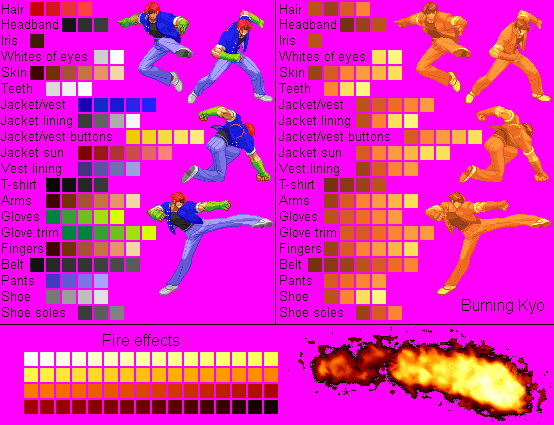 Hair
Headband
Iris
Whites of eyes
Skin
Teeth
Jacket/vest
Jacket lining
Jacket/vest buttons
Jacket sun
Vest lining
T-shirt
Arms
Gloves
Glove trim
Fingers
Belt
Pants
Shoe
Shoe soles
Hair
Headband
Iris
Whites of eyes
Skin
Teeth
Jacket/vest
Jacket lining
Jacket/vest buttons
Jacket sun
Vest lining
T-shirt
Arms
Gloves
Glove trim
Fingers
Belt
Pants
Shoe
Shoe soles
Burning Kyo
Fire effects